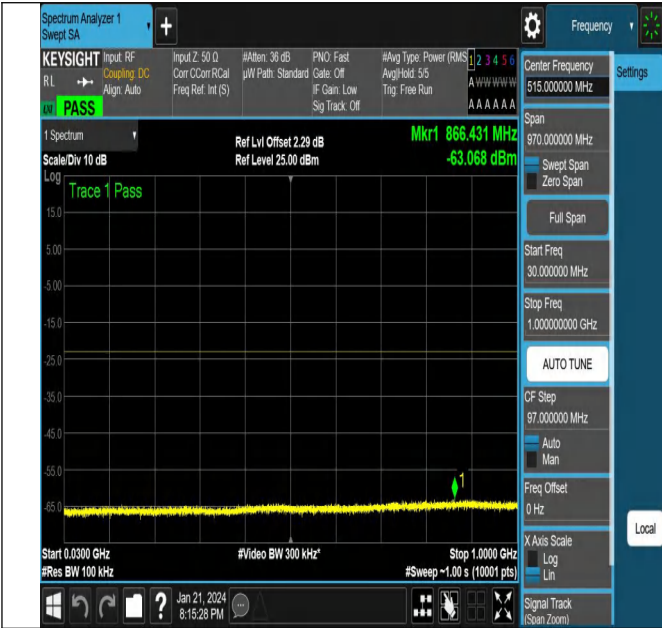 Spectrum Analyzer 1
Swept SA
+
Frequency
KEYSIGHT
RL
LXI
PASS
Input: RF
Coupling: DC
Align: Auto
Input Z: 50 Ω
Corr CCorr RCal
Freq Ref: Int (S)
#Atten: 36 dB
µW Path: Standard
PNO: Fast
Gate: Off
IF Gain: Low
Sig Track: Off
#Avg Type: Power (RMS
Avg|Hold: 5/5
Trig: Free Run
1 2 3 4 5 6
A W W W W W
A A A A A A
1 Spectrum
Scale/Div 10 dB
Ref Lvl Offset 2.29 dB
Ref Level 25.00 dBm
Mkr1 866.431 MHz
-63.068 dBm
Log
Trace 1 Pass
15.0
5.00
-5.00
-15.0
-25.0
-35.0
-45.0
-55.0
-65.0
1
Start 0.0300 GHz
#Res BW 100 kHz
#Video BW 300 kHz*
Stop 1.0000 GHz
#Sweep ~1.00 s (10001 pts)
Jan 21, 2024
8:15:28 PM
?
Center Frequency
515.000000 MHz
Settings
Span
970.000000 MHz
Swept Span
Zero Span
Full Span
Start Freq
30.000000 MHz
Stop Freq
1.000000000 GHz
AUTO TUNE
CF Step
97.000000 MHz
Auto
Man
Freq Offset
0 Hz
X Axis Scale
Log
Lin
Local
Signal Track
(Span Zoom)